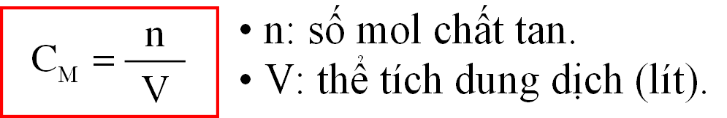 C_M = n/V
• n: số mol chất tan.
• V: thể tích dung dịch (lít).